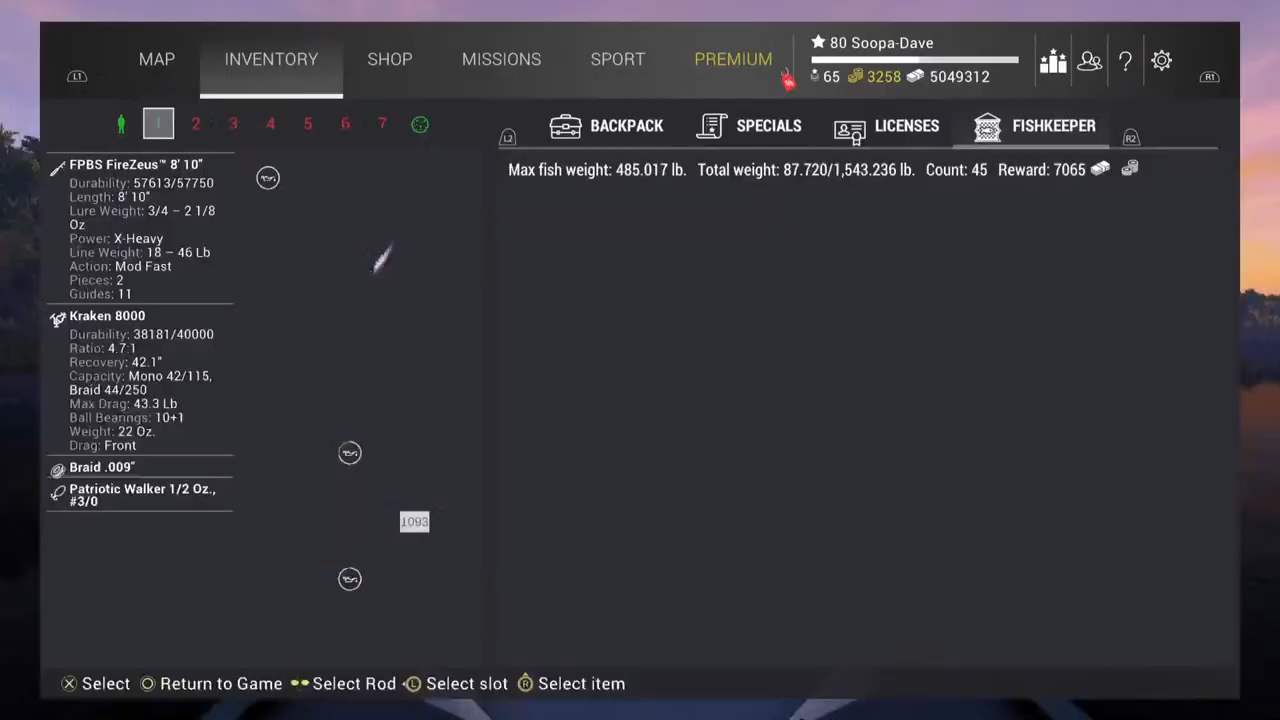 MAP
INVENTORY
SHOP
MISSIONS
SPORT
PREMIUM
80 Soopa-Dave
65 3258 5049312
L1
R1
?
1 2 3 4 5 6 7
L2
BACKPACK
SPECIALS
LICENSES
FISHKEEPER
R2
Max fish weight: 485.017 lb. Total weight: 87.720/1,543.236 lb. Count: 45 Reward: 7065
FPBS FireZeus™ 8' 10"
Durability: 57613/57750
Length: 8' 10"
Lure Weight: 3/4 – 2 1/8
Oz
Power: X-Heavy
Line Weight: 18 – 46 Lb
Action: Mod Fast
Pieces: 2
Guides: 11
Kraken 8000
Durability: 38181/40000
Ratio: 4.7:1
Recovery: 42.1"
Capacity: Mono 42/115,
Braid 44/250
Max Drag: 43.3 Lb
Ball Bearings: 10+1
Weight: 22 Oz.
Drag: Front
Braid .009"
Patriotic Walker 1/2 Oz.,
#3/0
1093
Select
Return to Game
Select Rod
L Select slot
R Select item